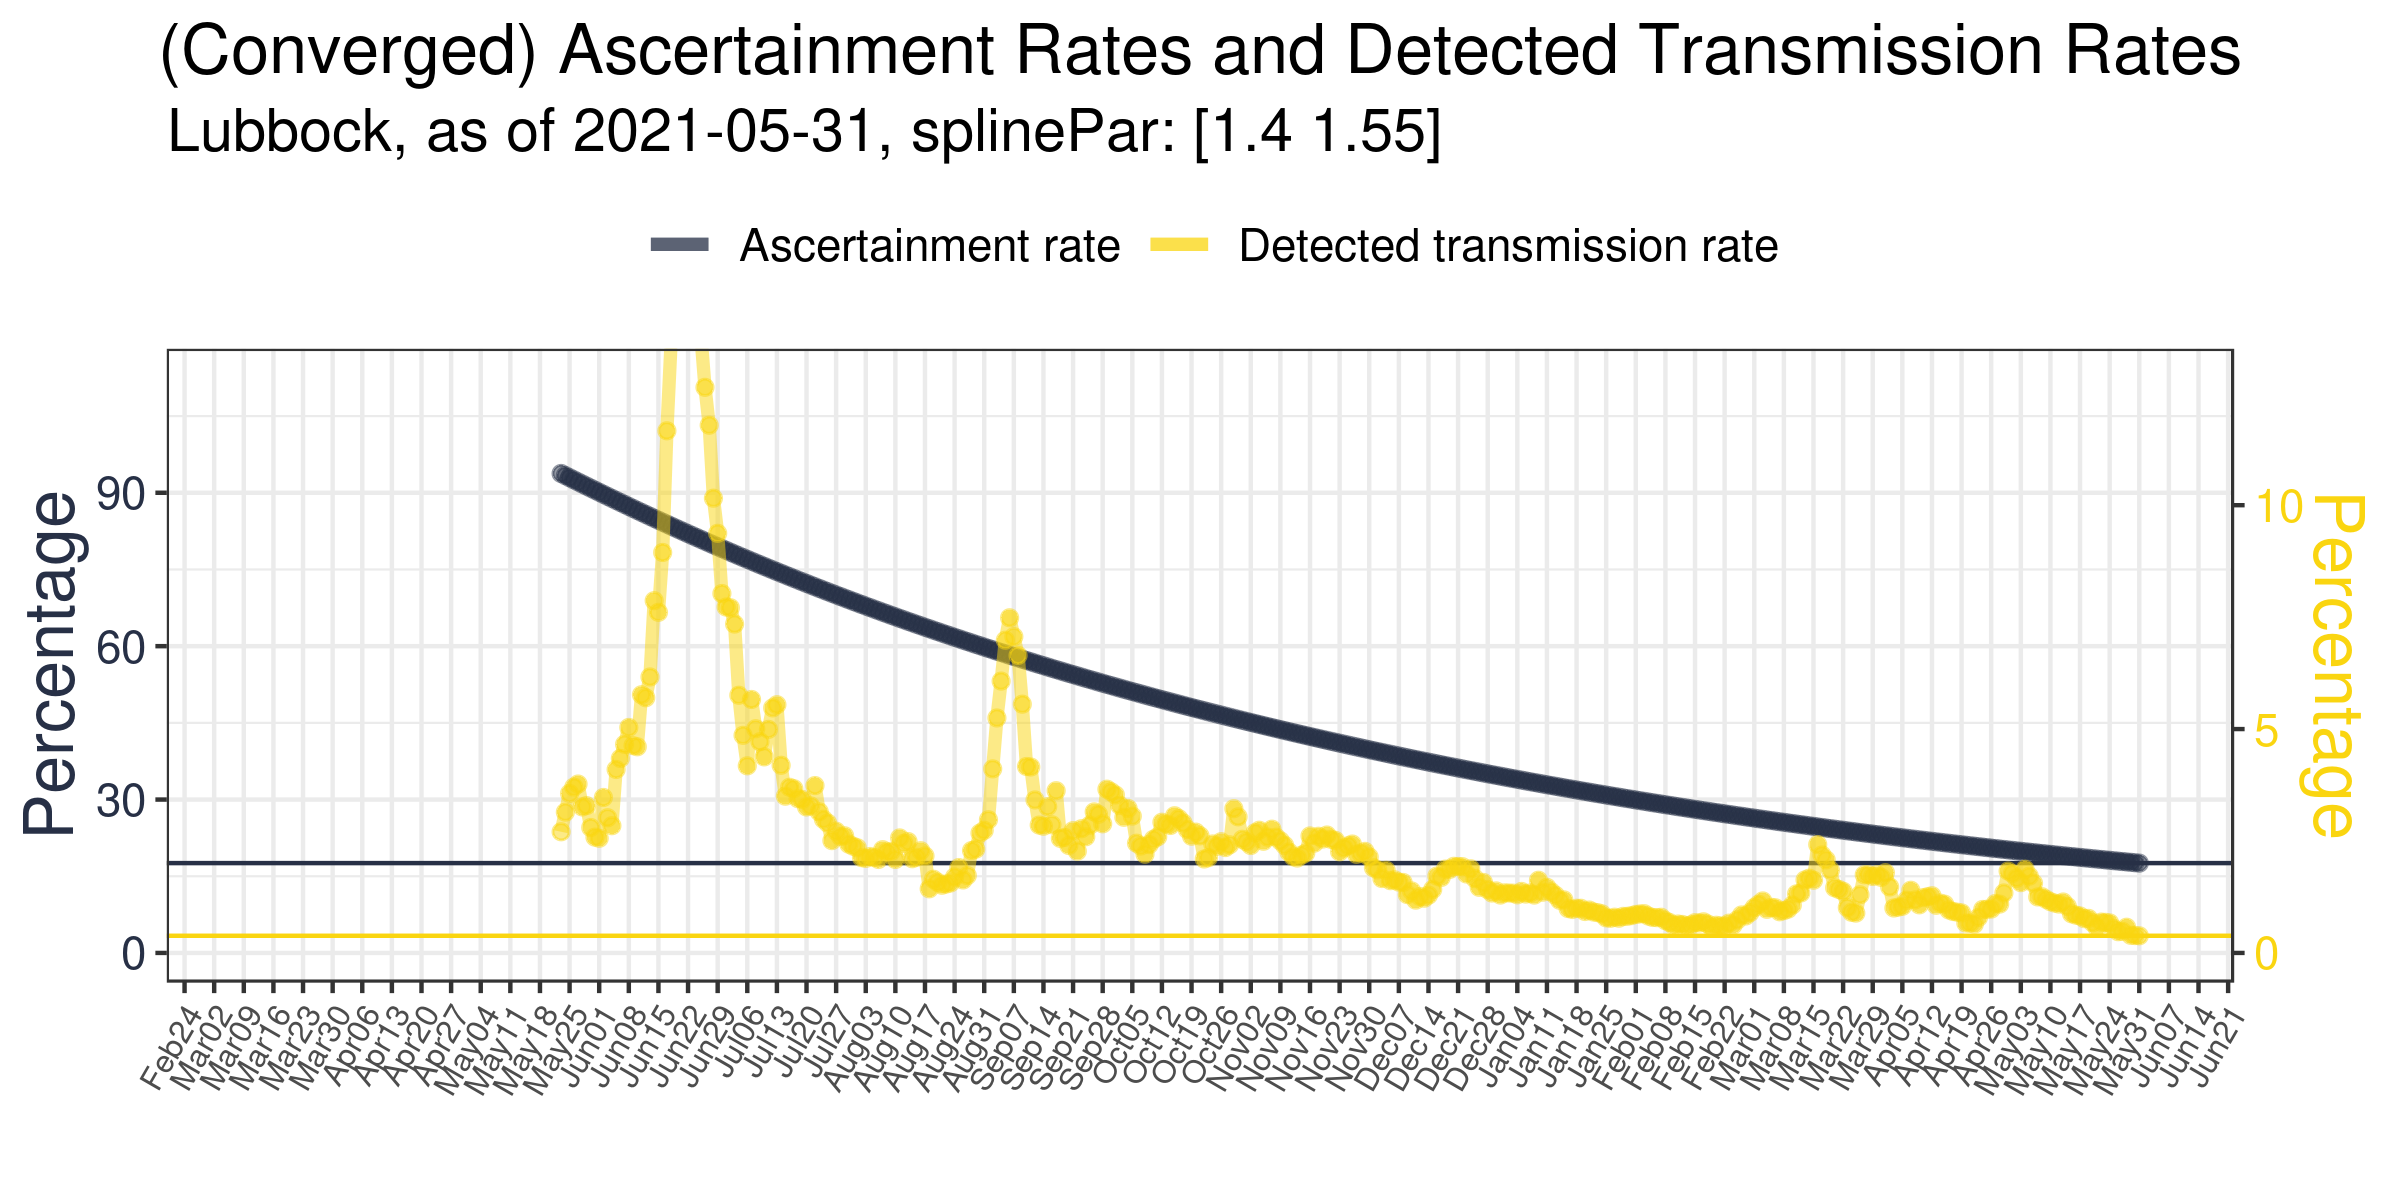 (Converged) Ascertainment Rates and Detected Transmission Rates
Lubbock, as of 2021-05-31, splinePar: [1.4 1.55]
Ascertainment rate Detected transmission rate
Percentage
90
60
30
0
10
5
0
Percentage
Feb24 Mar02 Mar09 Mar16 Mar23 Mar30 Apr06 Apr13 Apr20 Apr27 May04 May11 May18 May25 Jun01 Jun08 Jun15 Jun22 Jun29 Jul06 Jul13 Jul20 Jul27 Aug03 Aug10 Aug17 Aug24 Aug31 Sep07 Sep14 Sep21 Sep28 Oct05 Oct12 Oct19 Oct26 Nov02 Nov09 Nov16 Nov23 Nov30 Dec07 Dec14 Dec21 Dec28 Jan04 Jan11 Jan18 Jan25 Feb01 Feb08 Feb15 Feb22 Mar01 Mar08 Mar15 Mar22 Mar29 Apr05 Apr12 Apr19 Apr26 May03 May10 May17 May24 May31 Jun07 Jun14 Jun21